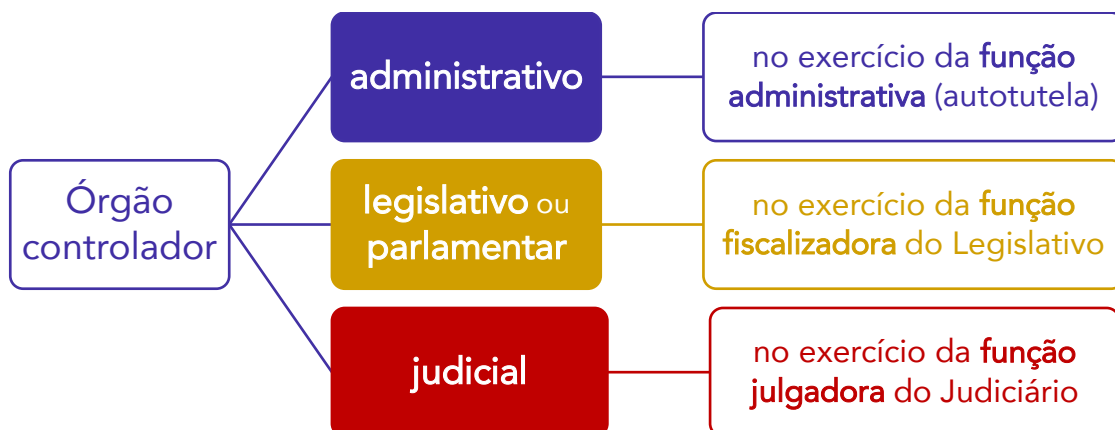 Órgão
controlador
administrativo
no exercício da função
administrativa (autotutela)
legislativo ou
parlamentar
no exercício da função
fiscalizadora do Legislativo
judicial
no exercício da função
julgadora do Judiciário